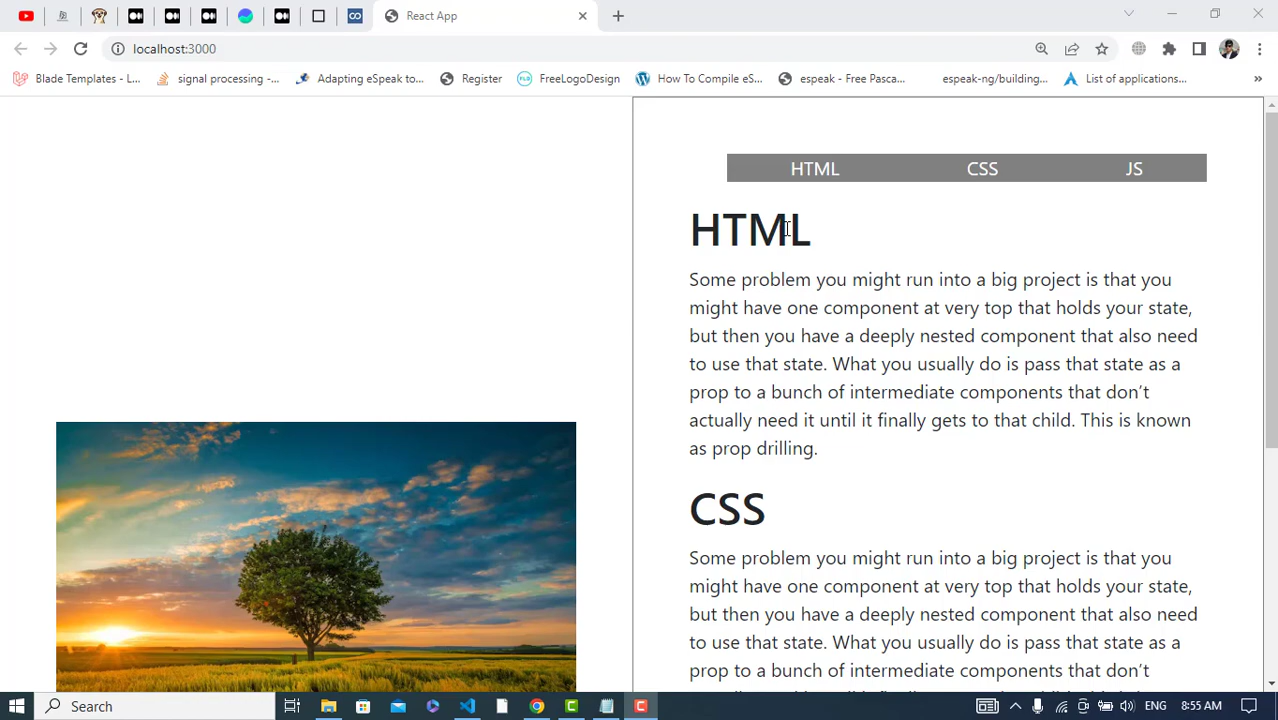 React App
localhost:3000
Blade Templates - L...
signal processing -...
Adapting eSpeak to...
Register
FreeLogoDesign
How To Compile eS...
espeak - Free Pasca...
espeak-ng/building...
List of applications...
HTML CSS JS
HTML
Some problem you might run into a big project is that you
might have one component at very top that holds your state,
but then you have a deeply nested component that also need
to use that state. What you usually do is pass that state as a
prop to a bunch of intermediate components that don’t
actually need it until it finally gets to that child. This is known
as prop drilling.
CSS
Some problem you might run into a big project is that you
might have one component at very top that holds your state,
but then you have a deeply nested component that also need
to use that state. What you usually do is pass that state as a
prop to a bunch of intermediate components that don’t
Search
ENG
8:55 AM